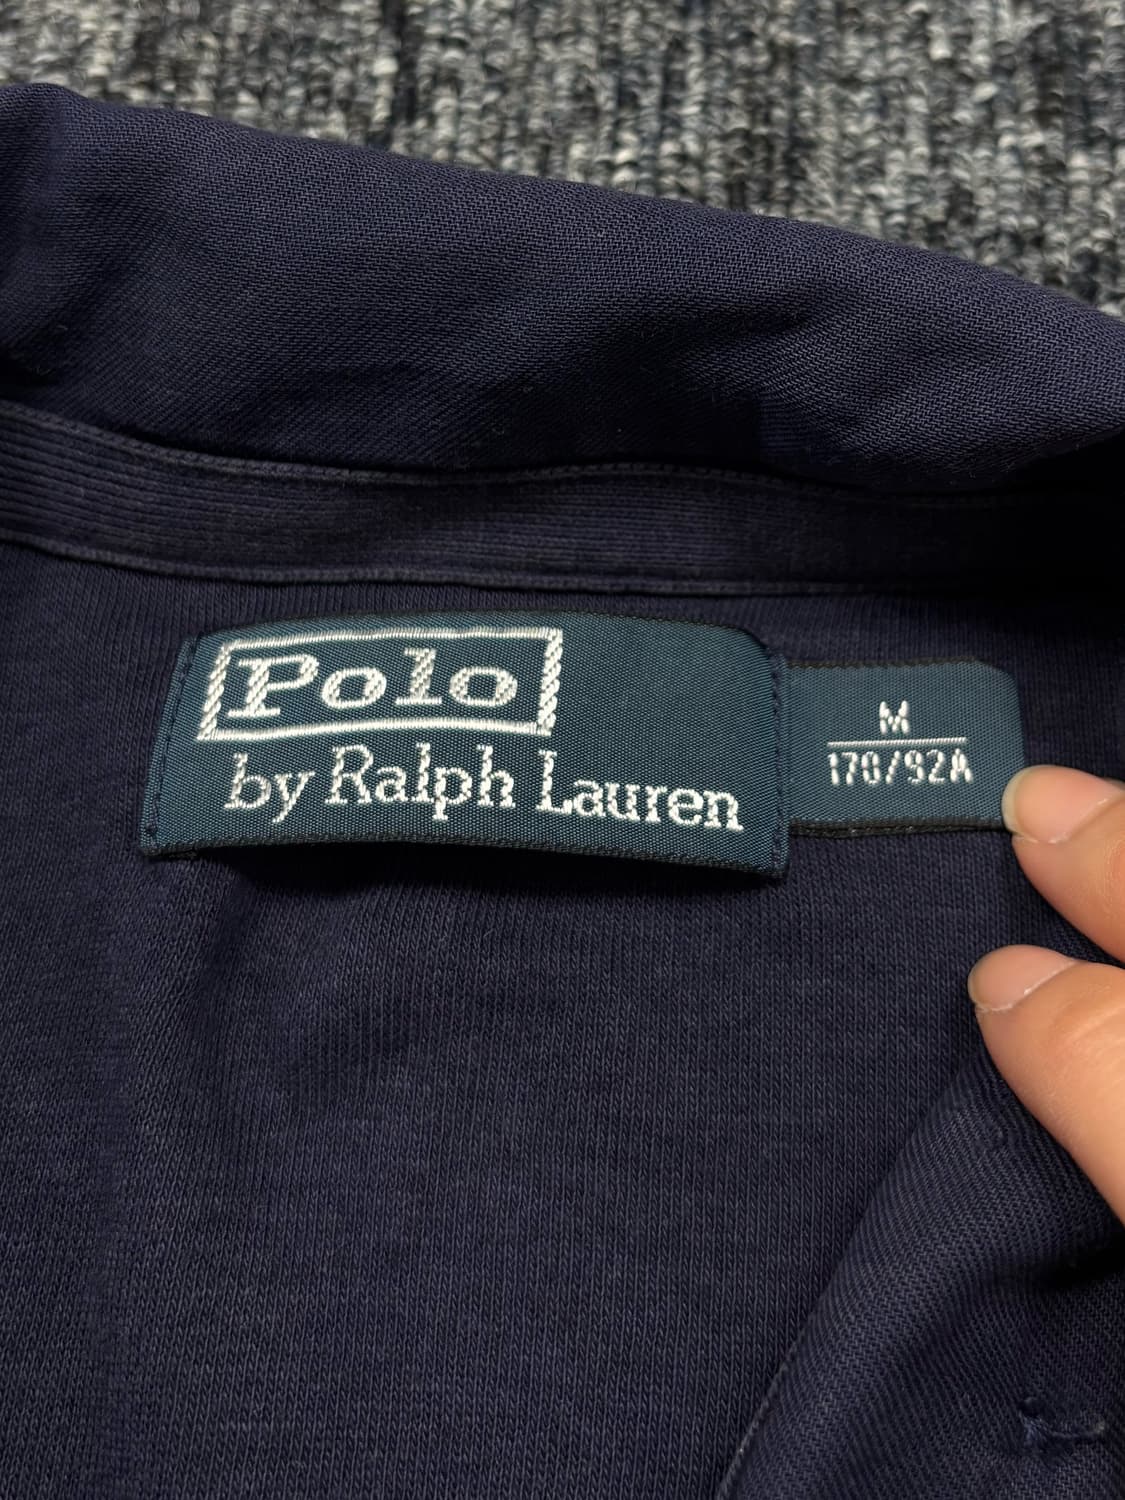 Polo
by Ralph Lauren
M
170/92A